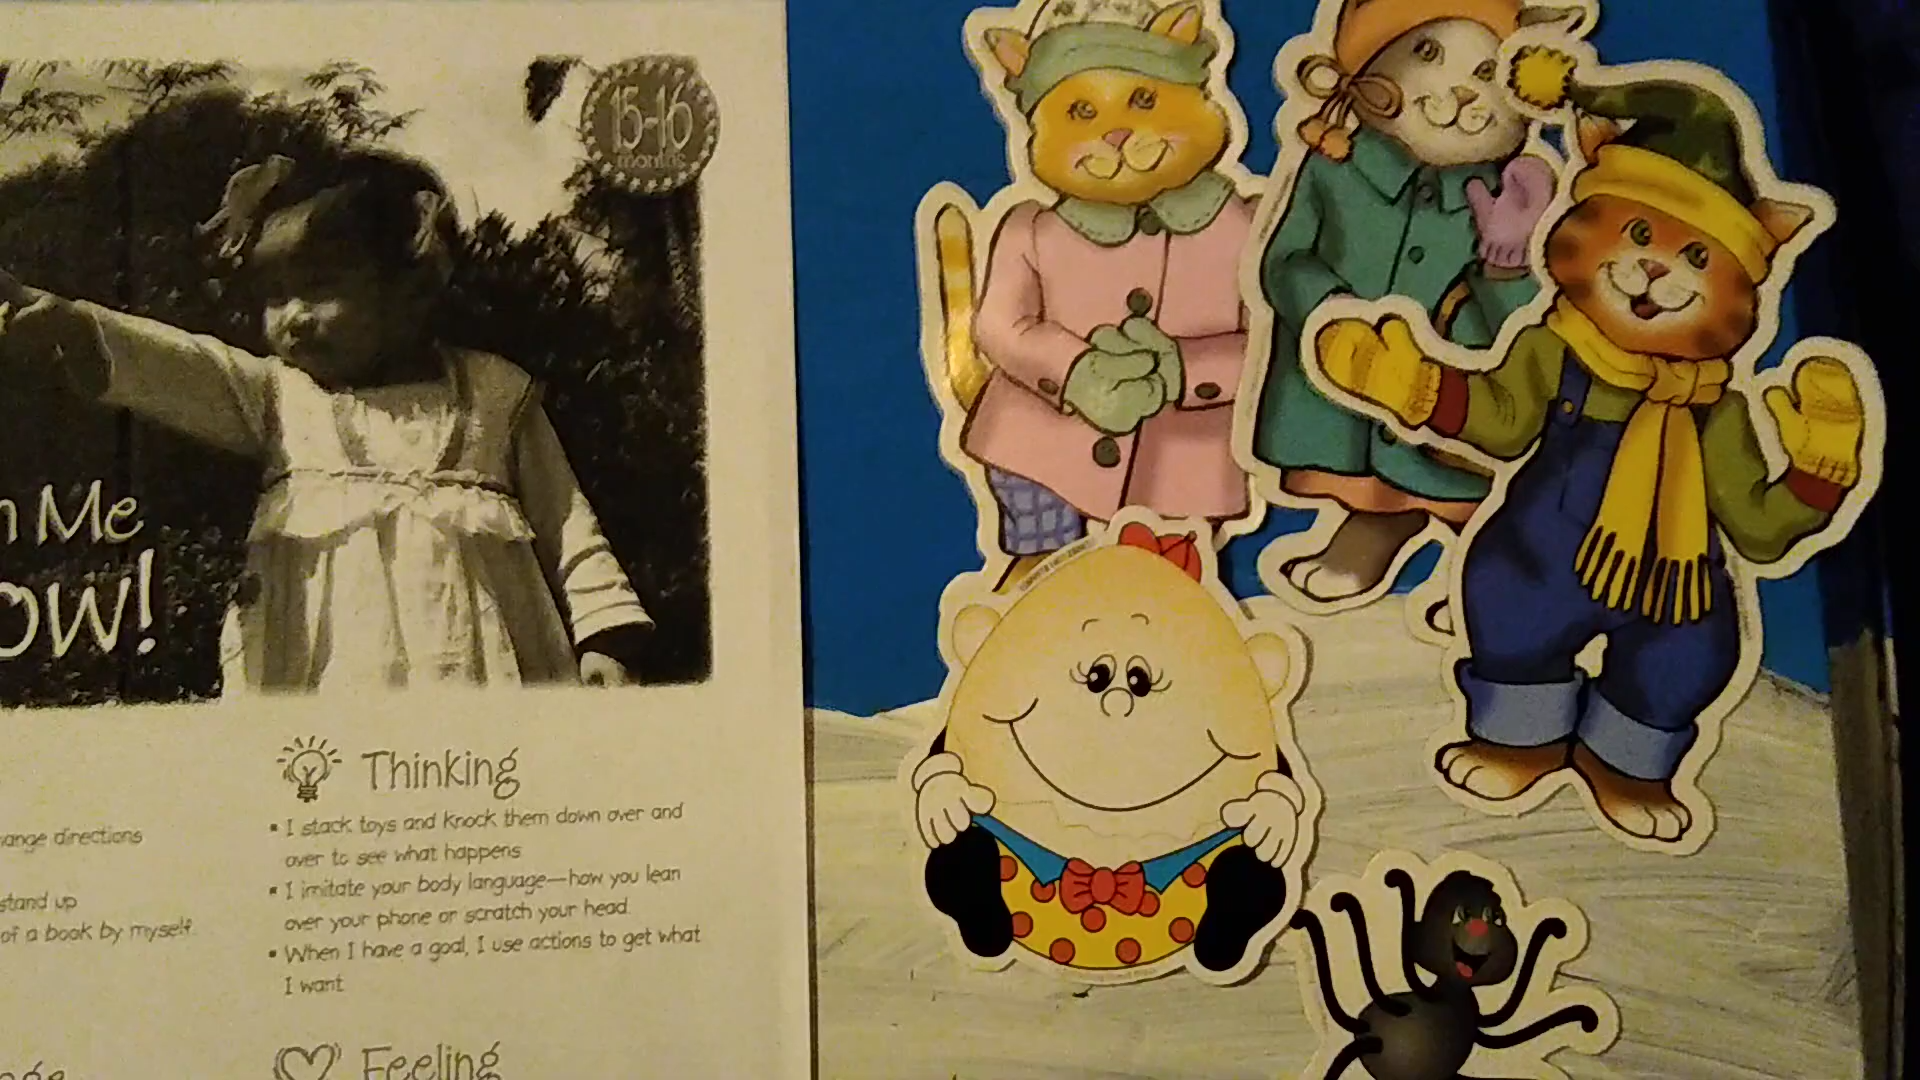 15-16
months
Me
OW!
directions
stand up
of a book by myself.
Thinking
▪ I stack toys and knock them down over and
over to see what happens
▪ I imitate your body language—how you lean
over your phone or scratch your head.
▪ When I have a goal, I use actions to get what
I want
Feeling